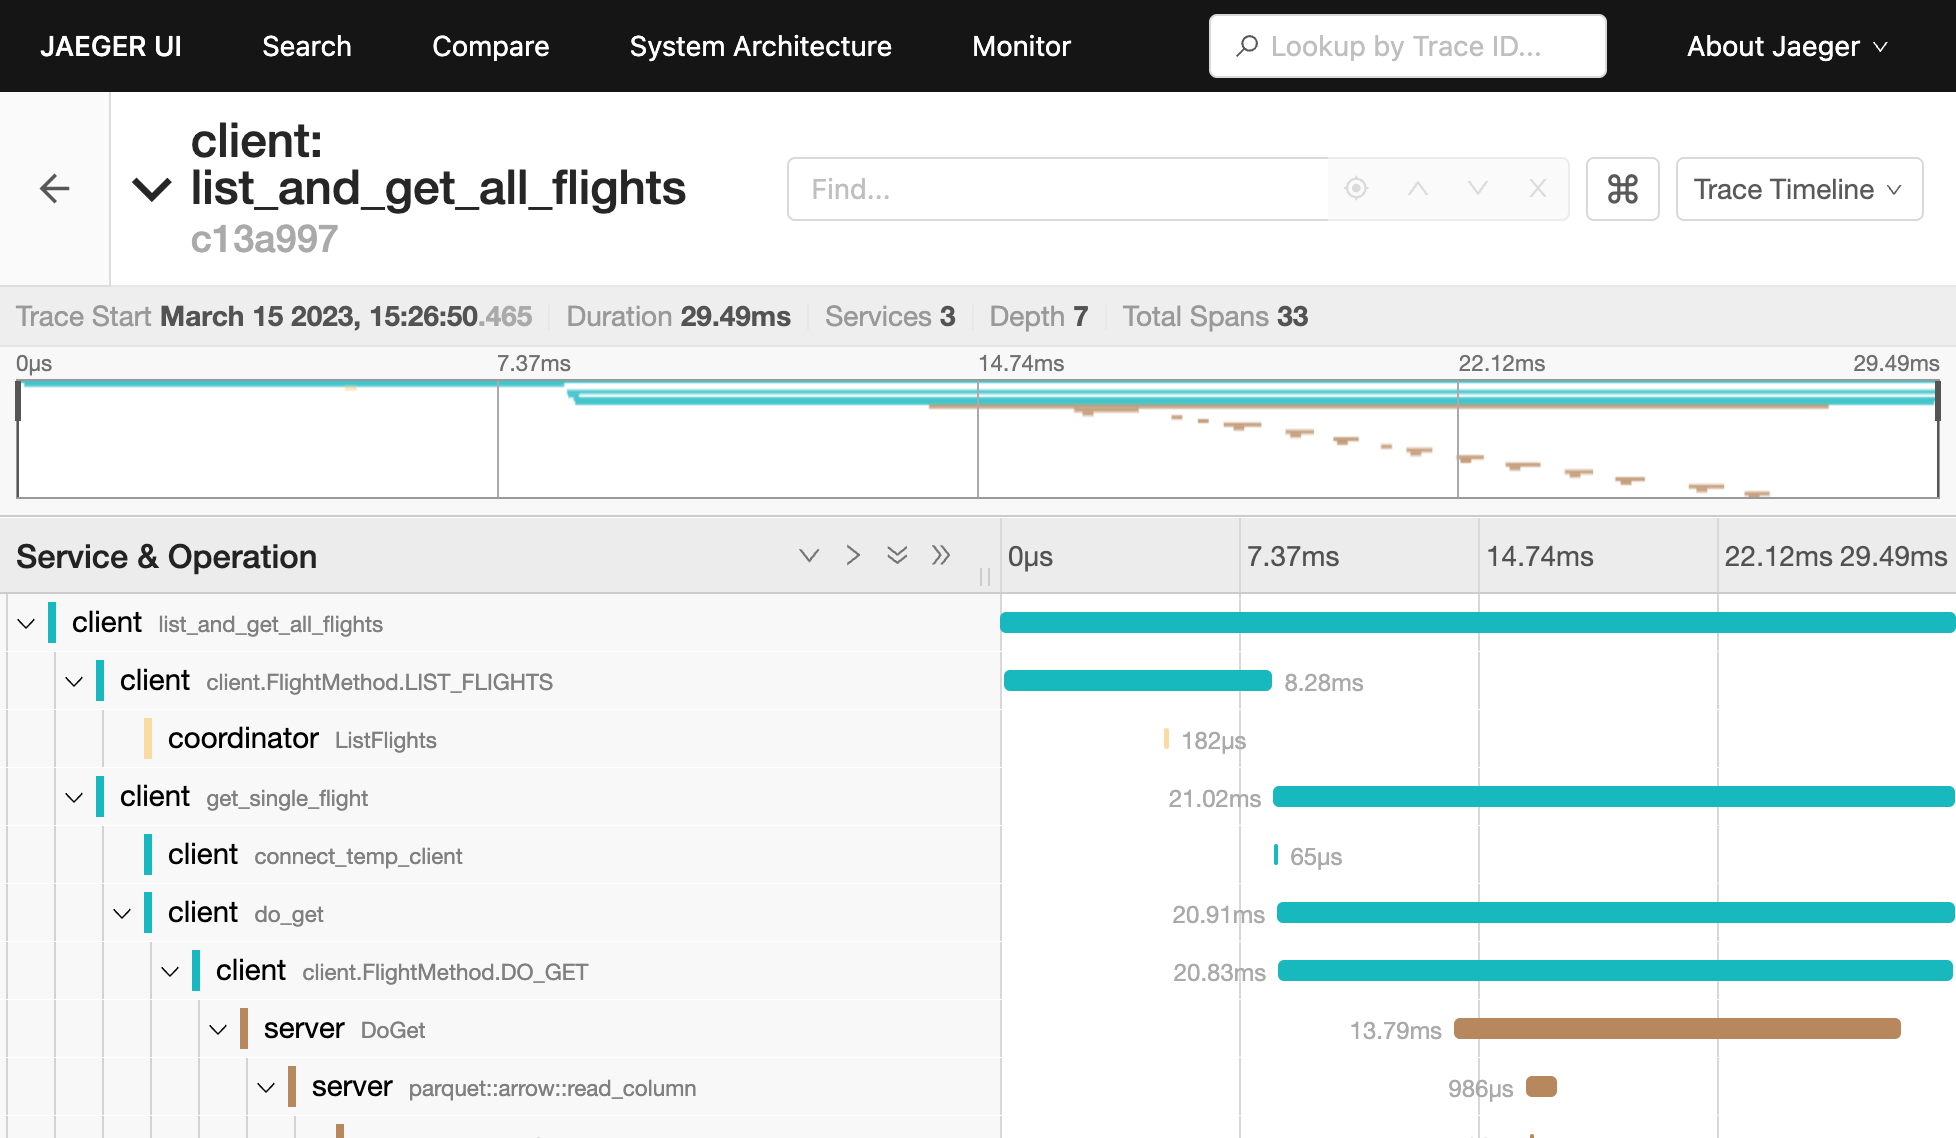 JAEGER UI Search Compare System Architecture Monitor Lookup by Trace ID... About Jaeger
client:
list_and_get_all_flights
c13a997
Find...
Trace Timeline
Trace Start March 15 2023, 15:26:50.465 Duration 29.49ms Services 3 Depth 7 Total Spans 33
0μs 7.37ms 14.74ms 22.12ms 29.49ms
Service & Operation 0μs 7.37ms 14.74ms 22.12ms 29.49ms
client list_and_get_all_flights
client client.FlightMethod.LIST_FLIGHTS 8.28ms
coordinator ListFlights 182μs
client get_single_flight 21.02ms
client connect_temp_client 65μs
client do_get 20.91ms
client client.FlightMethod.DO_GET 20.83ms
server DoGet 13.79ms
server parquet::arrow::read_column 986μs